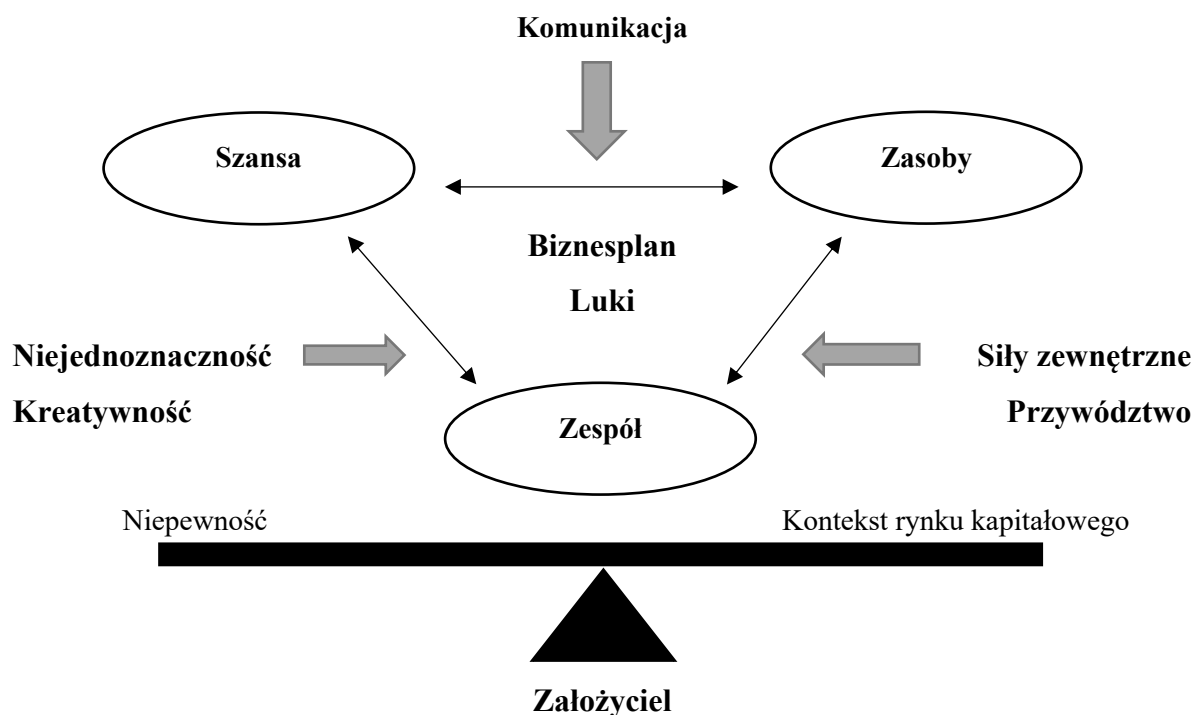 Komunikacja
Szansa
Zasoby
Biznesplan
Luki
Niejednoznaczność
Kreatywność
Siły zewnętrzne
Przywództwo
Zespół
Niepewność
Kontekst rynku kapitałowego
Założyciel